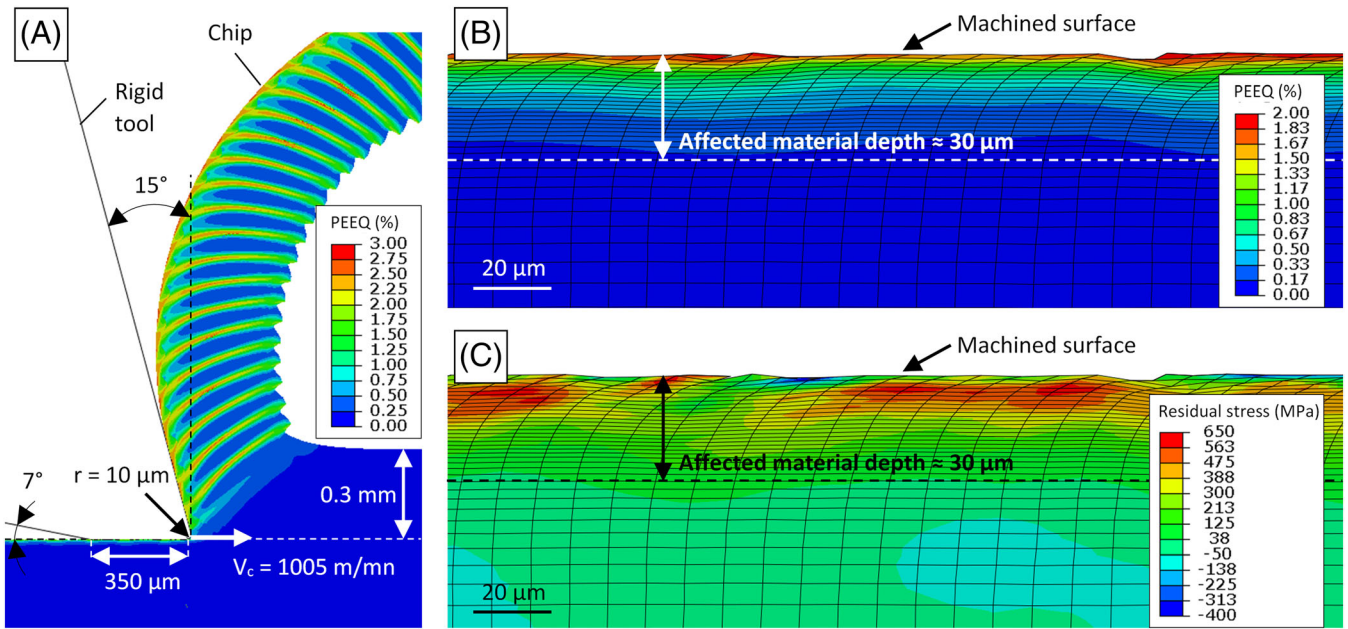 (A)
Chip
Rigid
tool
15°
PEEQ (%)
3.00
2.75
2.50
2.25
2.00
1.75
1.50
1.25
1.00
0.75
0.50
0.25
0.00
7°
r = 10 µm
0.3 mm
350 µm
Vc = 1005 m/mn
(B)
Machined surface
Affected material depth ≈ 30 µm
20 µm
PEEQ (%)
2.00
1.83
1.67
1.50
1.33
1.17
1.00
0.83
0.67
0.50
0.33
0.17
0.00
(C)
Machined surface
Affected material depth ≈ 30 µm
20 µm
Residual stress (MPa)
650
563
475
388
300
213
125
38
-50
-138
-225
-313
-400